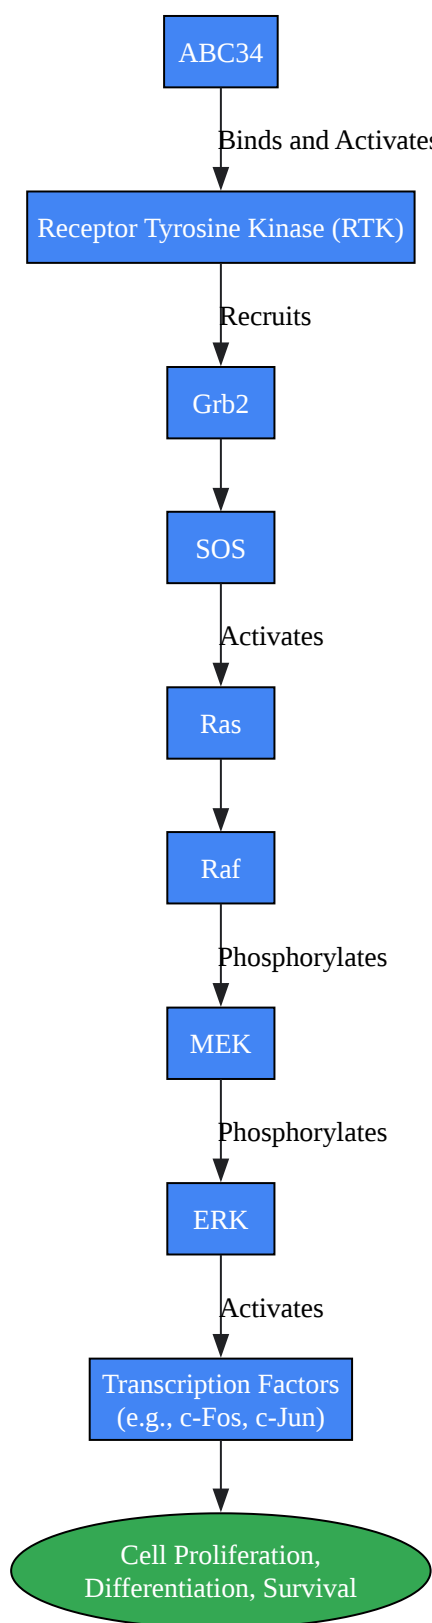 ABC34
Binds and Activates
Receptor Tyrosine Kinase (RTK)
Recruits
Grb2
SOS
Activates
Ras
Raf
Phosphorylates
MEK
Phosphorylates
ERK
Activates
Transcription Factors
(e.g., c-Fos, c-Jun)
Cell Proliferation,
Differentiation, Survival